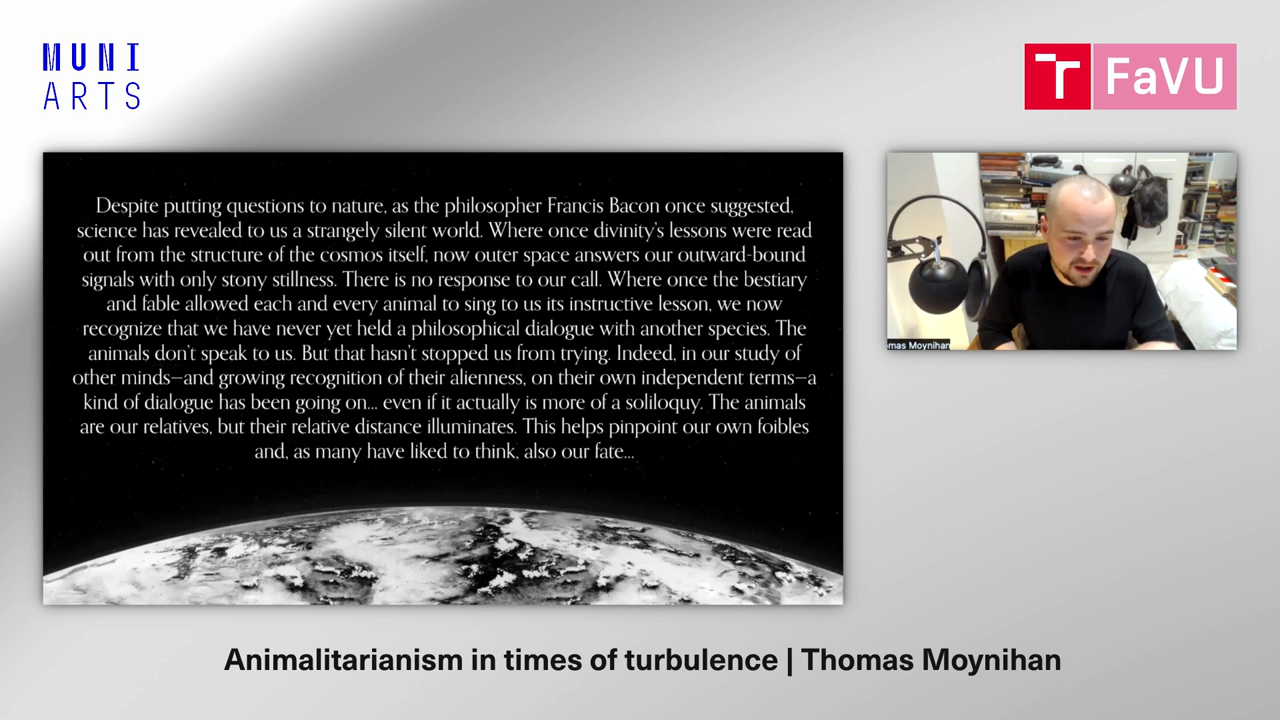 MUNI
ARTS
T FaVU
Despite putting questions to nature, as the philosopher Francis Bacon once suggested,
science has revealed to us a strangely silent world. Where once divinity's lessons were read
out from the structure of the cosmos itself, now outer space answers our outward-bound
signals with only stony stillness. There is no response to our call. Where once the bestiary
and fable allowed each and every animal to sing to us its instructive lesson, we now
recognize that we have never yet held a philosophical dialogue with another species. The
animals don't speak to us. But that hasn't stopped us from trying. Indeed, in our study of
other minds—and growing recognition of their alienness, on their own independent terms—a
kind of dialogue has been going on... even if it actually is more of a soliloquy. The animals
are our relatives, but their relative distance illuminates. This helps pinpoint our own foibles
and, as many have liked to think, also our fate...
omas Moynihan
Animalitarianism in times of turbulence | Thomas Moynihan